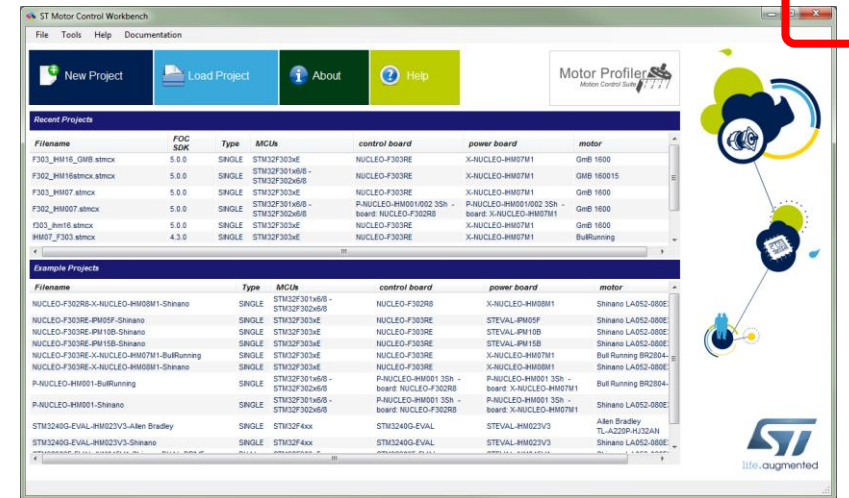 ST Motor Control Workbench
File Tools Help Documentation
New Project
Load Project
About
Help
Motor Profiler
Motion Control Suite
Recent Projects
Filename FOC SDK Type MCUs control board power board motor
F303_IHM16_GMB.stmcx 5.0.0 SINGLE STM32F303xE NUCLEO-F303RE X-NUCLEO-IHM07M1 GmB 1600
F302_IHM16stmcx.stmcx 5.0.0 SINGLE STM32F301x6/8 - STM32F302x6/8 NUCLEO-F303RE X-NUCLEO-IHM07M1 GMB 160015
F303_IHM07.stmcx 5.0.0 SINGLE STM32F303xE NUCLEO-F303RE X-NUCLEO-IHM07M1 GmB 1600
F302_IHM007.stmcx 5.0.0 SINGLE STM32F301x6/8 - STM32F302x6/8 P-NUCLEO-IHM001/002 3Sh - board: NUCLEO-F302R8 P-NUCLEO-IHM001/002 3Sh - board: X-NUCLEO-IHM07M1 GmB 1600
f303_ihm16.stmcx 5.0.0 SINGLE STM32F303xE NUCLEO-F303RE X-NUCLEO-IHM07M1 GmB 1600
IHM07_F303.stmcx 4.3.0 SINGLE STM32F303xE NUCLEO-F303RE X-NUCLEO-IHM07M1 BullRunning
Example Projects
Filename Type MCUs control board power board motor
NUCLEO-F302R8-X-NUCLEO-IHM08M1-Shinano SINGLE STM32F301x6/8 - STM32F302x6/8 NUCLEO-F302R8 X-NUCLEO-IHM08M1 Shinano LA052-080E
NUCLEO-F303RE-IPM05F-Shinano SINGLE STM32F303xE NUCLEO-F303RE STEVAL-IPM05F Shinano LA052-080E
NUCLEO-F303RE-IPM10B-Shinano SINGLE STM32F303xE NUCLEO-F303RE STEVAL-IPM10B Shinano LA052-080E
NUCLEO-F303RE-IPM15B-Shinano SINGLE STM32F303xE NUCLEO-F303RE STEVAL-IPM15B Shinano LA052-080E
NUCLEO-F303RE-X-NUCLEO-IHM07M1-BullRunning SINGLE STM32F303xE NUCLEO-F303RE X-NUCLEO-IHM07M1 Bull Running BR2804-
NUCLEO-F303RE-X-NUCLEO-IHM08M1-Shinano SINGLE STM32F303xE NUCLEO-F303RE X-NUCLEO-IHM08M1 Shinano LA052-080E
P-NUCLEO-IHM001-BullRunning SINGLE STM32F301x6/8 - STM32F302x6/8 P-NUCLEO-IHM001 3Sh - board: NUCLEO-F302R8 P-NUCLEO-IHM001 3Sh - board: X-NUCLEO-IHM07M1 Bull Running BR2804-
P-NUCLEO-IHM001-Shinano SINGLE STM32F301x6/8 - STM32F302x6/8 P-NUCLEO-IHM001 3Sh - board: NUCLEO-F302R8 P-NUCLEO-IHM001 3Sh - board: X-NUCLEO-IHM07M1 Shinano LA052-080E
STM3240G-EVAL-IHM023V3-Allen Bradley SINGLE STM32F4xx STM3240G-EVAL STEVAL-IHM023V3 Allen Bradley TL-A220P-HJ32AN
STM3240G-EVAL-IHM023V3-Shinano SINGLE STM32F4xx STM3240G-EVAL STEVAL-IHM023V3 Shinano LA052-080E
ST
life.augmented